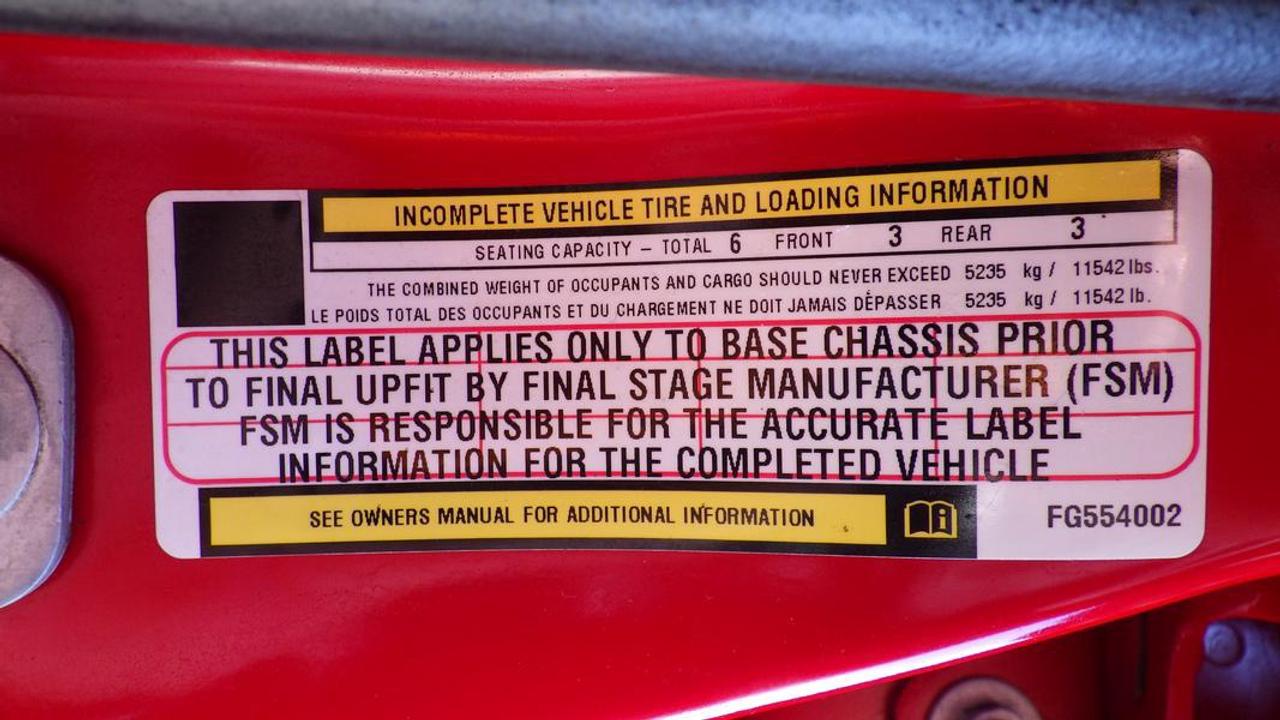 INCOMPLETE VEHICLE TIRE AND LOADING INFORMATION
SEATING CAPACITY – TOTAL 6 FRONT 3 REAR 3
THE COMBINED WEIGHT OF OCCUPANTS AND CARGO SHOULD NEVER EXCEED 5235 kg / 11542 lbs.
LE POIDS TOTAL DES OCCUPANTS ET DU CHARGEMENT NE DOIT JAMAIS DÉPASSER 5235 kg / 11542 lb.
THIS LABEL APPLIES ONLY TO BASE CHASSIS PRIOR
TO FINAL UPFIT BY FINAL STAGE MANUFACTURER (FSM)
FSM IS RESPONSIBLE FOR THE ACCURATE LABEL
INFORMATION FOR THE COMPLETED VEHICLE
SEE OWNERS MANUAL FOR ADDITIONAL INFORMATION
FG554002